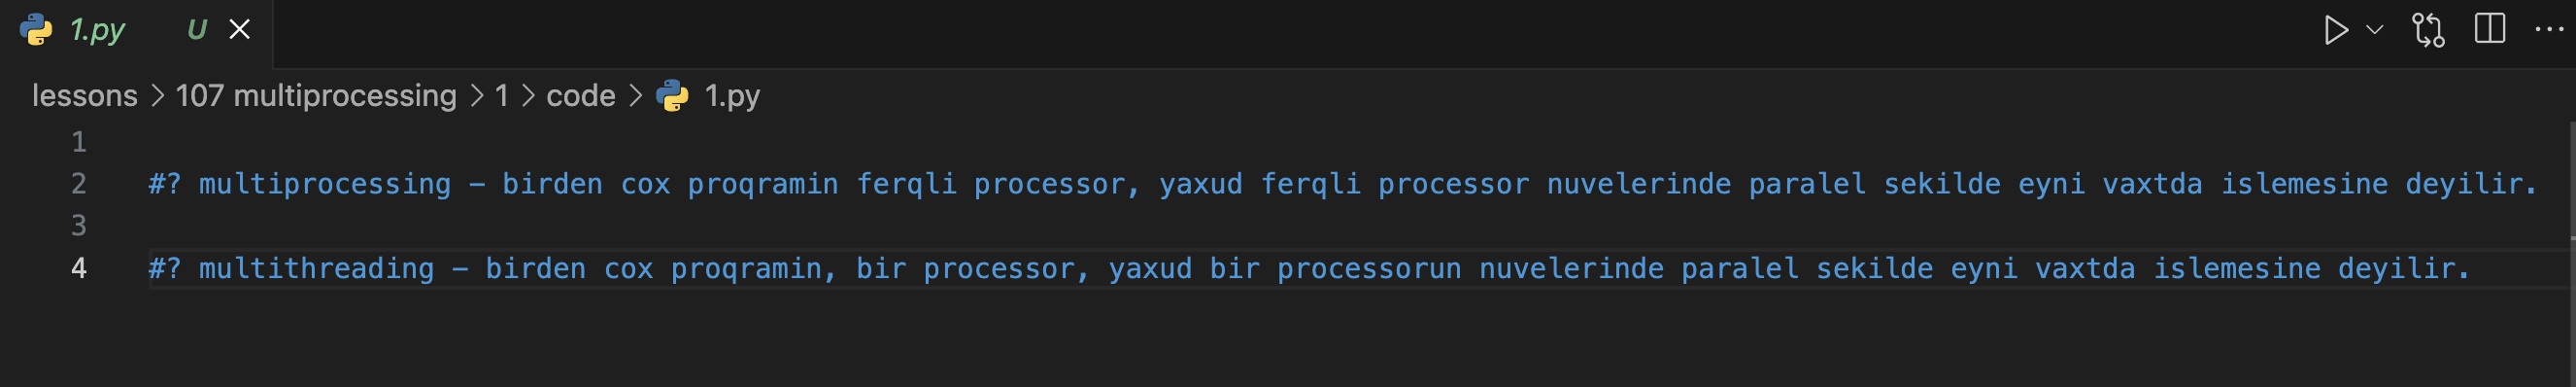 1.py U
lessons > 107 multiprocessing > 1 > code > 1.py
1
2 #? multiprocessing - birden cox proqramin ferqli processor, yaxud ferqli processor nuvelerinde paralel sekilde eyni vaxtda islemesine deyilir.
3
4 #? multithreading - birden cox proqramin, bir processor, yaxud bir processorun nuvelerinde paralel sekilde eyni vaxtda islemesine deyilir.